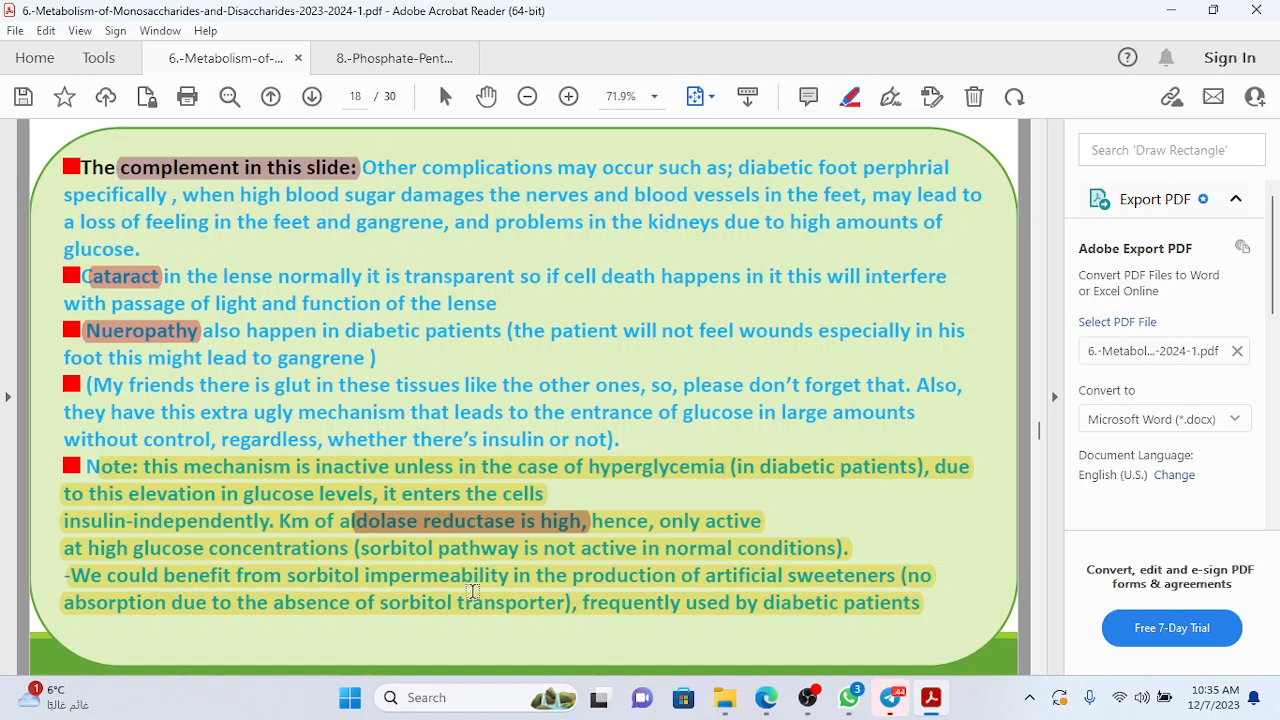 6.-Metabolism-of-Monosaccharides-and-Disaccharides-2023-2024-1.pdf - Adobe Acrobat Reader (64-bit)
File Edit View Sign Window Help
Home Tools 6.-Metabolism-of-... 8.-Phosphate-Pent... Sign In
18 / 30 71.9%
The complement in this slide: Other complications may occur such as; diabetic foot perphrial
specifically , when high blood sugar damages the nerves and blood vessels in the feet, may lead to
a loss of feeling in the feet and gangrene, and problems in the kidneys due to high amounts of
glucose.
Cataract in the lense normally it is transparent so if cell death happens in it this will interfere
with passage of light and function of the lense
Nueropathy also happen in diabetic patients (the patient will not feel wounds especially in his
foot this might lead to gangrene )
(My friends there is glut in these tissues like the other ones, so, please don't forget that. Also,
they have this extra ugly mechanism that leads to the entrance of glucose in large amounts
without control, regardless, whether there's insulin or not).
Note: this mechanism is inactive unless in the case of hyperglycemia (in diabetic patients), due
to this elevation in glucose levels, it enters the cells
insulin-independently. Km of aldolase reductase is high, hence, only active
at high glucose concentrations (sorbitol pathway is not active in normal conditions).
-We could benefit from sorbitol impermeability in the production of artificial sweeteners (no
absorption due to the absence of sorbitol transporter), frequently used by diabetic patients
Search 'Draw Rectangle'
Export PDF
Adobe Export PDF
Convert PDF Files to Word
or Excel Online
Select PDF File
6.-Metabol...-2024-1.pdf
Convert to
Microsoft Word (*.docx)
Document Language:
English (U.S.) Change
Convert, edit and e-sign PDF
forms & agreements
Free 7-Day Trial
1
6°C
غائم غالبًا
Search
3
44
10:35 AM
12/7/2023